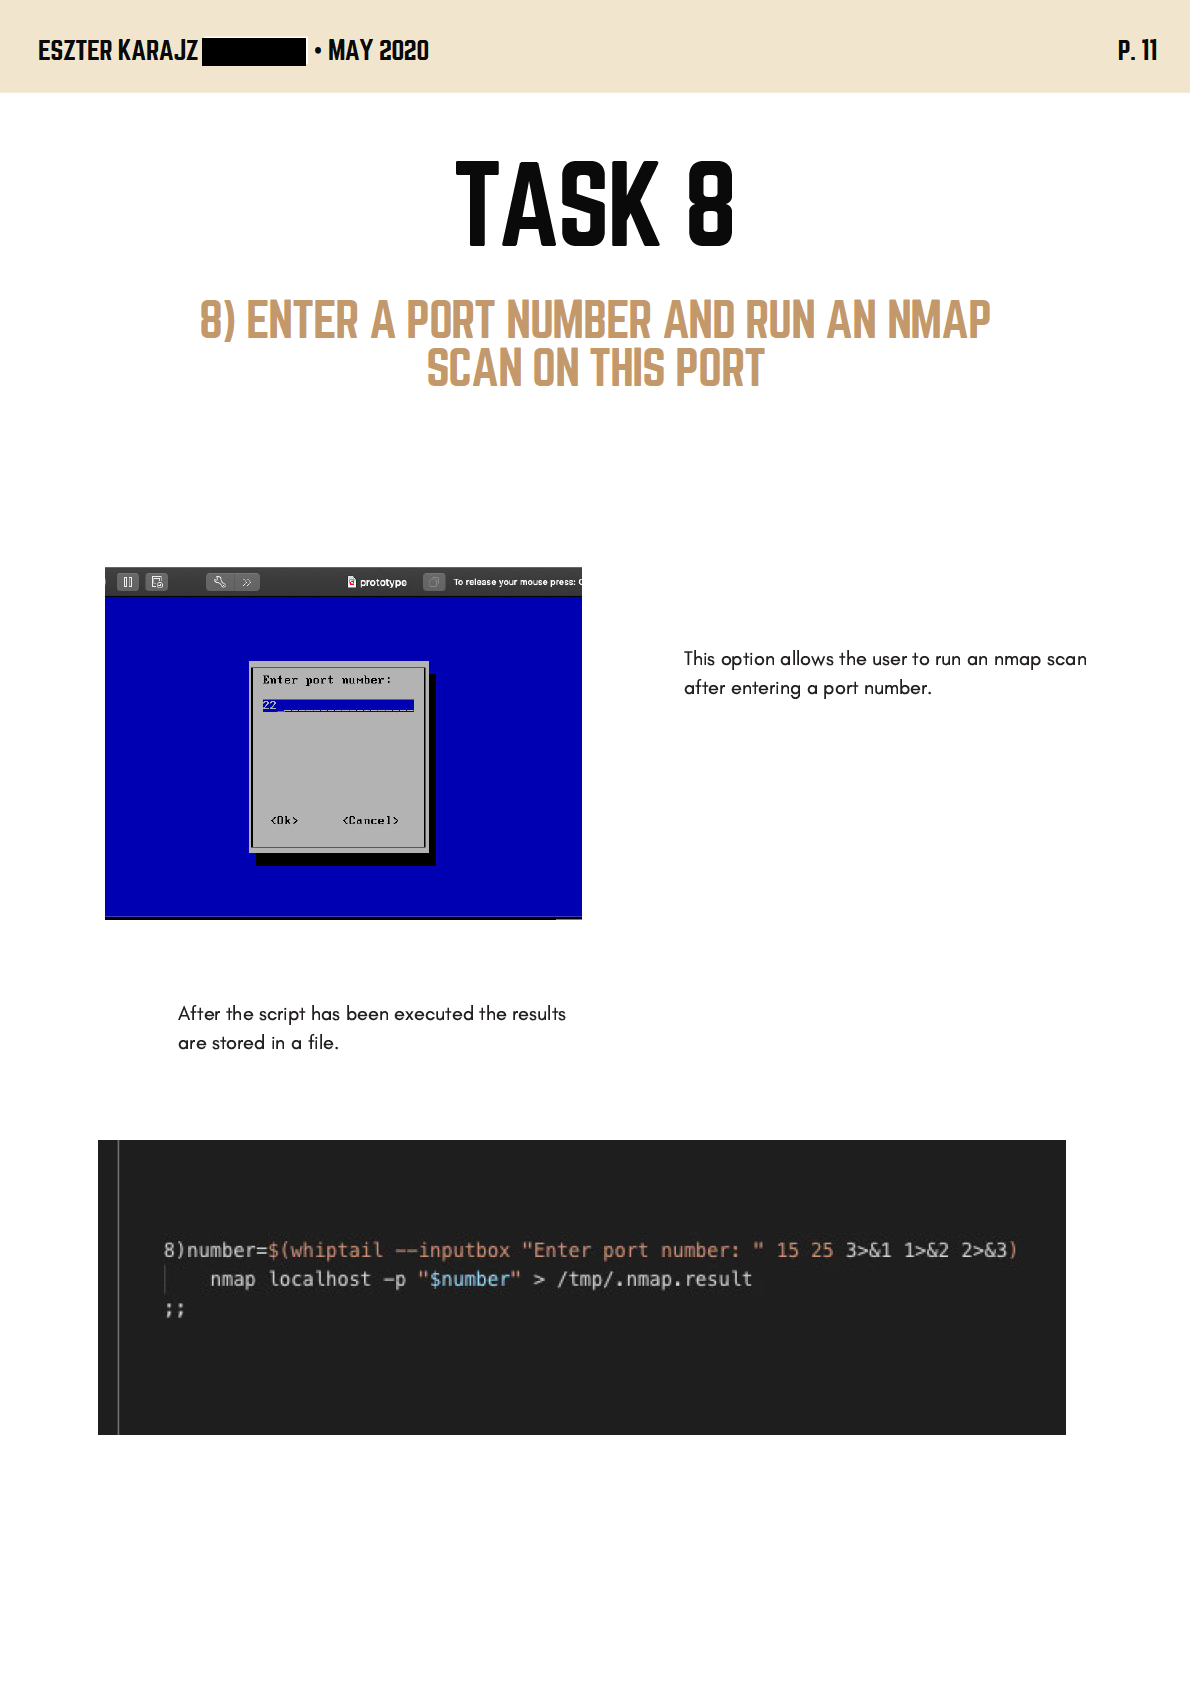 ESZTER KARAJZ • MAY 2020
P. 11
TASK 8
8) ENTER A PORT NUMBER AND RUN AN NMAP
SCAN ON THIS PORT
prototype
To release your mouse press:
Enter port number:
22
<Ok> <Cancel>
This option allows the user to run an nmap scan
after entering a port number.
After the script has been executed the results
are stored in a file.
8)number=$(whiptail --inputbox "Enter port number: " 15 25 3>&1 1>&2 2>&3)
nmap localhost -p "$number" > /tmp/.nmap.result
;;